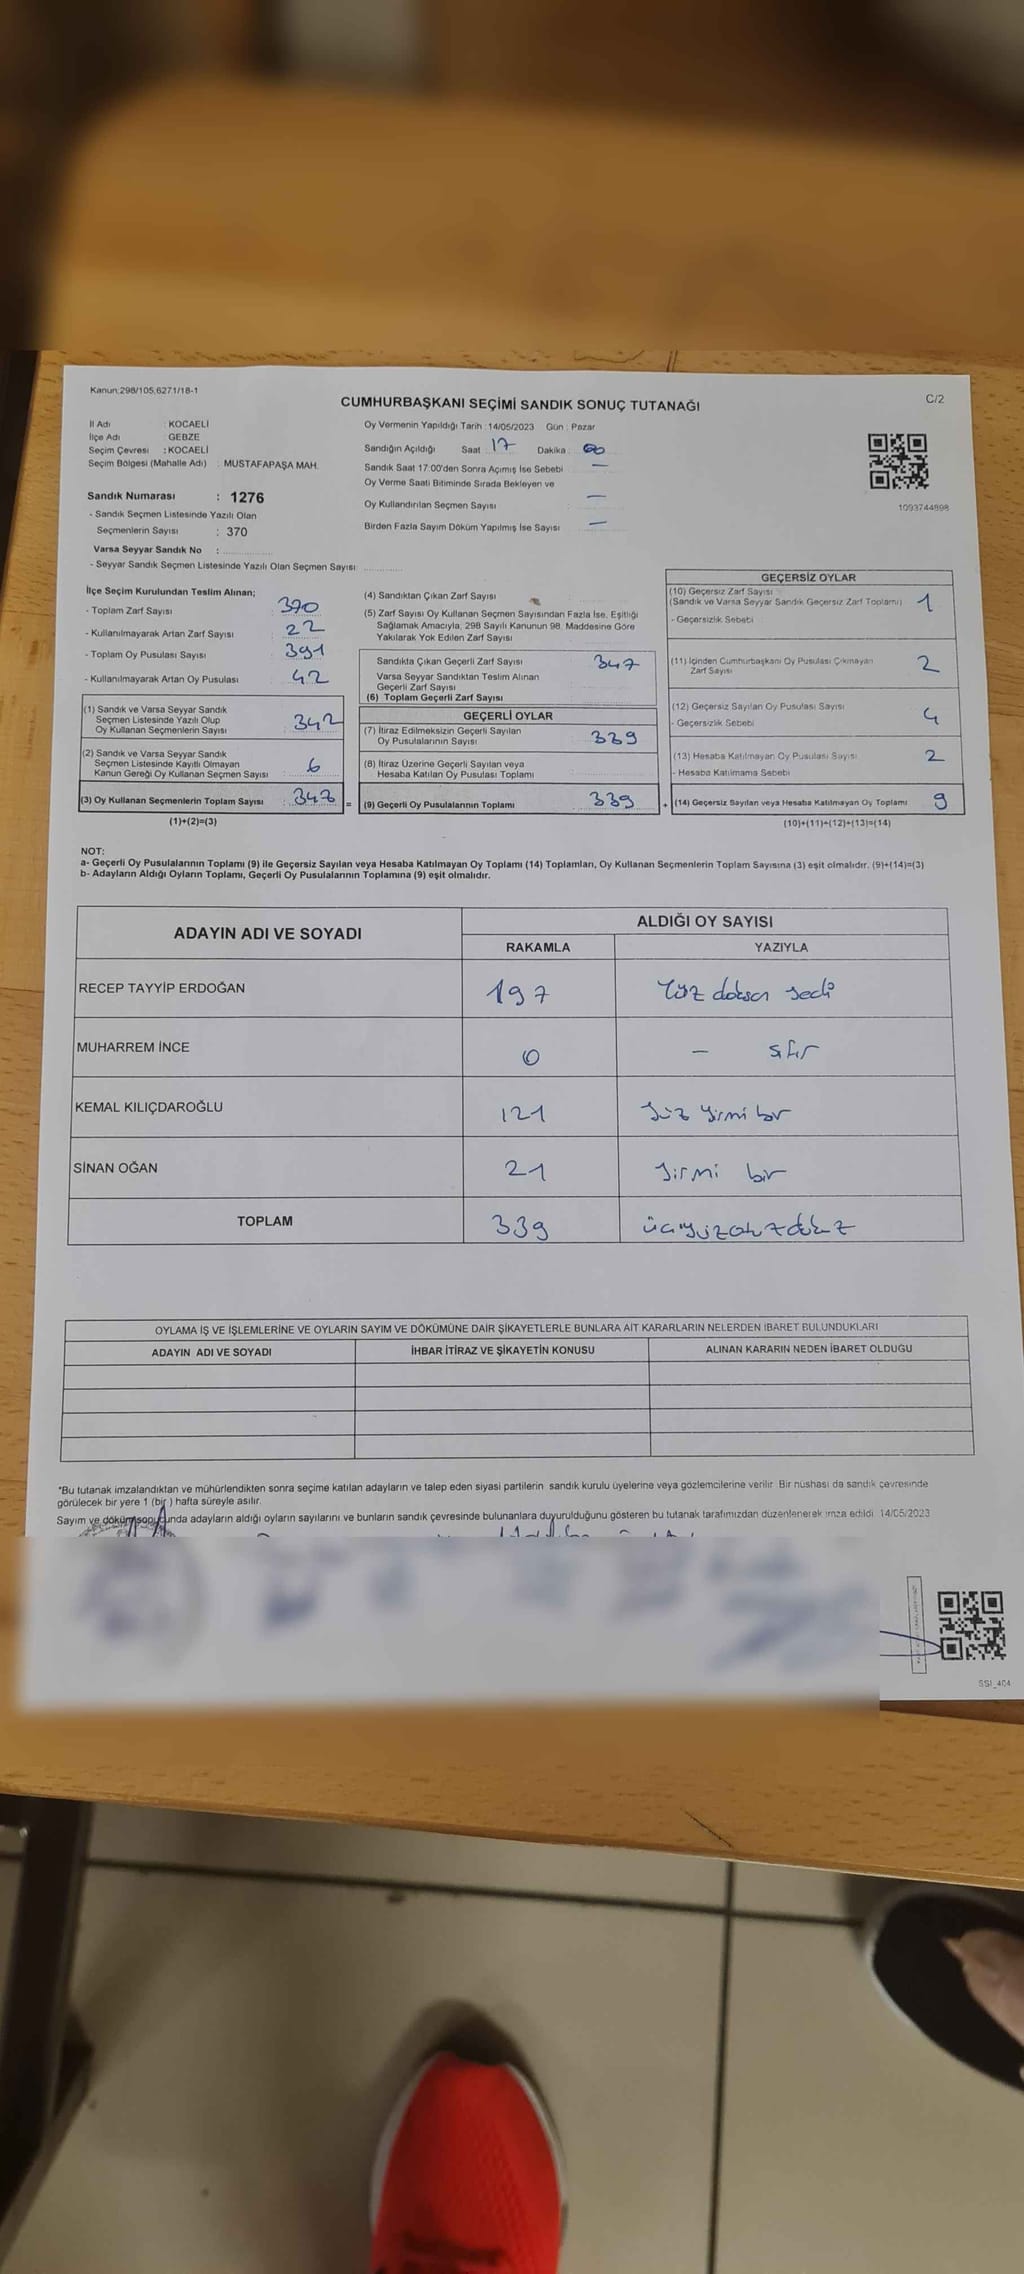 Kanun:298/105,6271/18-1
C/2
CUMHURBAŞKANI SEÇİMİ SANDIK SONUÇ TUTANAĞI
İl Adı : KOCAELİ
İlçe Adı : GEBZE
Seçim Çevresi : KOCAELİ
Seçim Bölgesi (Mahalle Adı) : MUSTAFAPAŞA MAH.
Sandık Numarası : 1276
- Sandık Seçmen Listesinde Yazılı Olan
Seçmenlerin Sayısı : 370
Varsa Seyyar Sandık No :
- Seyyar Sandık Seçmen Listesinde Yazılı Olan Seçmen Sayısı
Oy Vermenin Yapıldığı Tarih :14/05/2023 Gün : Pazar
Sandığın Açıldığı Saat 17 Dakika : 00
Sandık Saat 17:00'den Sonra Açımış İse Sebebi —
Oy Verme Saati Bitiminde Sırada Bekleyen ve
Oy Kullandırılan Seçmen Sayısı —
Birden Fazla Sayım Döküm Yapılmış İse Sayısı —
1093744898
İlçe Seçim Kurulundan Teslim Alınan;
- Toplam Zarf Sayısı : 370
- Kullanılmayarak Artan Zarf Sayısı : 22
- Toplam Oy Pusulası Sayısı : 391
- Kullanılmayarak Artan Oy Pusulası : 42
(1) Sandık ve Varsa Seyyar Sandık
Seçmen Listesinde Yazılı Olup
Oy Kullanan Seçmenlerin Sayısı : 342
(2) Sandık ve Varsa Seyyar Sandık
Seçmen Listesinde Kayıtlı Olmayan
Kanun Gereği Oy Kullanan Seçmen Sayısı : 6
(3) Oy Kullanan Seçmenlerin Toplam Sayısı :
(1)+(2)=(3)
(4) Sandıktan Çıkan Zarf Sayısı
(5) Zarf Sayısı Oy Kullanan Seçmen Sayısından Fazla İse, Eşitliği
Sağlamak Amacıyla, 298 Sayılı Kanunun 98. Maddesine Göre
Yakılarak Yok Edilen Zarf Sayısı
Sandıkta Çıkan Geçerli Zarf Sayısı 347
Varsa Seyyar Sandıktan Teslim Alınan
Geçerli Zarf Sayısı
(6) Toplam Geçerli Zarf Sayısı
GEÇERLİ OYLAR
(7) İtiraz Edilmeksizin Geçerli Sayılan
Oy Pusulalarının Sayısı 339
(8) İtiraz Üzerine Geçerli Sayılan veya
Hesaba Katılan Oy Pusulası Toplamı
= (9) Geçerli Oy Pusulalarının Toplamı 339
GEÇERSİZ OYLAR
(10) Geçersiz Zarf Sayısı
(Sandık ve Varsa Seyyar Sandık Geçersiz Zarf Toplamı) 1
- Geçersizlik Sebebi
(11) İçinden Cumhurbaşkanı Oy Pusulası Çıkmayan
Zarf Sayısı 2
(12) Geçersiz Sayılan Oy Pusulası Sayısı 4
- Geçersizlik Sebebi
(13) Hesaba Katılmayan Oy Pusulası Sayısı 2
- Hesaba Katılmama Sebebi
+ (14) Geçersiz Sayılan veya Hesaba Katılmayan Oy Toplamı 9
(10)+(11)+(12)+(13)=(14)
NOT:
a- Geçerli Oy Pusulalarının Toplamı (9) ile Geçersiz Sayılan veya Hesaba Katılmayan Oy Toplamı (14) Toplamları, Oy Kullanan Seçmenlerin Toplam Sayısına (3) eşit olmalıdır. (9)+(14)=(3)
b- Adayların Aldığı Oyların Toplamı, Geçerli Oy Pusulalarının Toplamına (9) eşit olmalıdır.
ADAYIN ADI VE SOYADI
ALDIĞI OY SAYISI
RAKAMLA YAZIYLA
RECEP TAYYİP ERDOĞAN 197 Yüz doksan yedi
MUHARREM İNCE 0 — sıfır
KEMAL KILIÇDAROĞLU 121 yüz yirmi bir
SİNAN OĞAN 21 yirmi bir
TOPLAM 339 üçyüzotuzdokuz
OYLAMA İŞ VE İŞLEMLERİNE VE OYLARIN SAYIM VE DÖKÜMÜNE DAİR ŞİKAYETLERLE BUNLARA AİT KARARLARIN NELERDEN İBARET BULUNDUKLARI
ADAYIN ADI VE SOYADI İHBAR İTİRAZ VE ŞİKAYETİN KONUSU ALINAN KARARIN NEDEN İBARET OLDUĞU
*Bu tutanak imzalandıktan ve mühürlendikten sonra seçime katılan adayların ve talep eden siyasi partilerin sandık kurulu üyelerine veya gözlemcilerine verilir. Bir nüshası da sandık çevresinde
görülecek bir yere 1 (bir) hafta süreyle asılır.
Sayım ve döküm sonucunda adayların aldığı oyların sayılarını ve bunların sandık çevresinde bulunanlara duyurulduğunu gösteren bu tutanak tarafımızdan düzenlenerek imza edildi. 14/05/2023
SSI_404